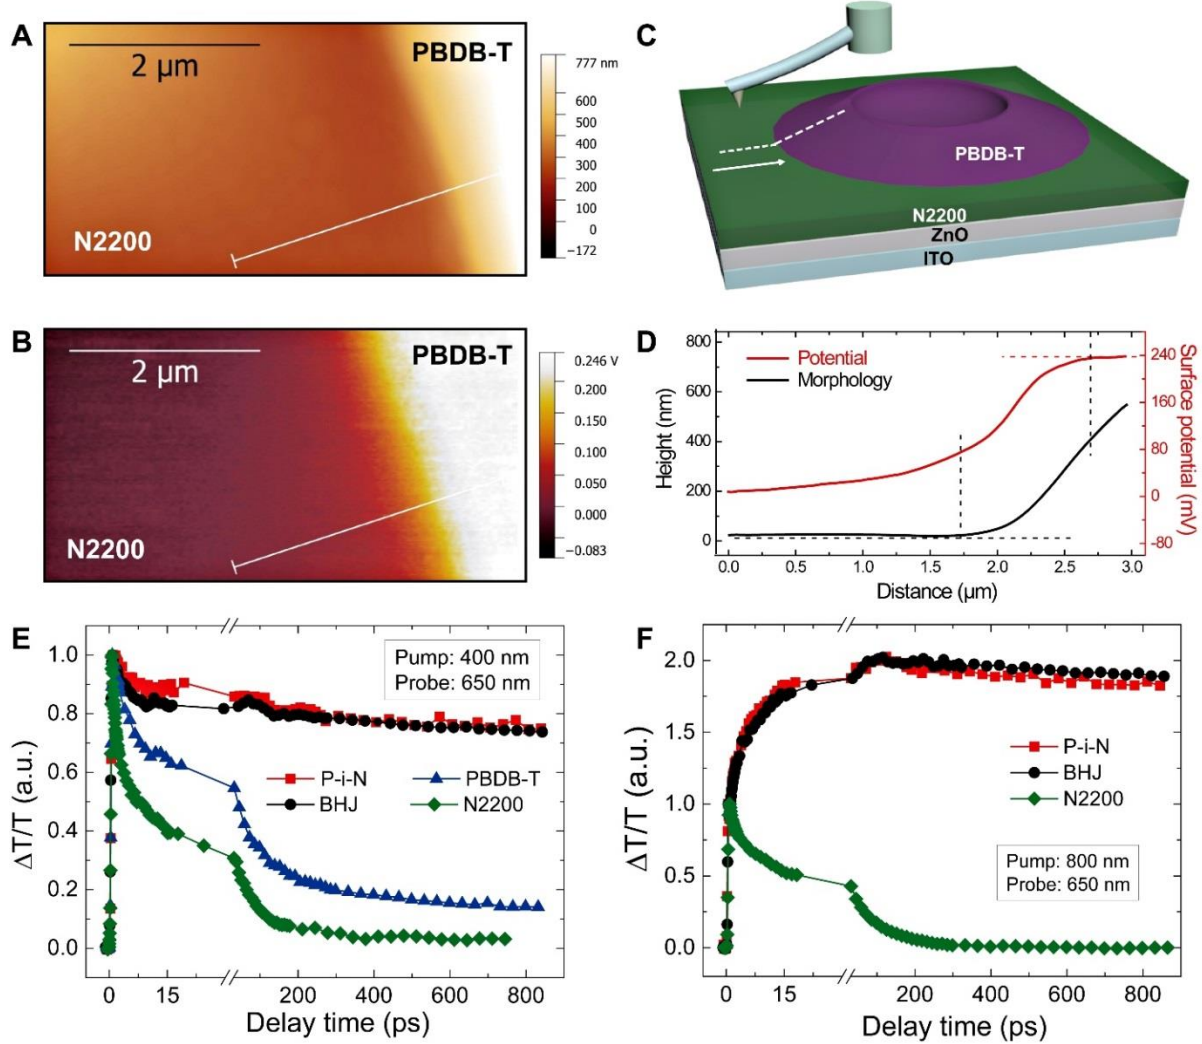 A
2 µm
PBDB-T
N2200
777 nm
600
500
400
300
200
100
0
−172
B
2 µm
PBDB-T
N2200
0.246 V
0.200
0.150
0.100
0.050
0.000
−0.083
C
PBDB-T
N2200
ZnO
ITO
D
Potential
Morphology
Height (nm)
800
600
400
200
0
Surface potential (mV)
240
160
80
0
-80
0.0 0.5 1.0 1.5 2.0 2.5 3.0
Distance (µm)
E
Pump: 400 nm
Probe: 650 nm
P-i-N
PBDB-T
BHJ
N2200
ΔT/T (a.u.)
1.0
0.8
0.6
0.4
0.2
0.0
0 15 200 400 600 800
Delay time (ps)
F
P-i-N
BHJ
N2200
Pump: 800 nm
Probe: 650 nm
ΔT/T (a.u.)
2.0
1.5
1.0
0.5
0.0
0 15 200 400 600 800
Delay time (ps)